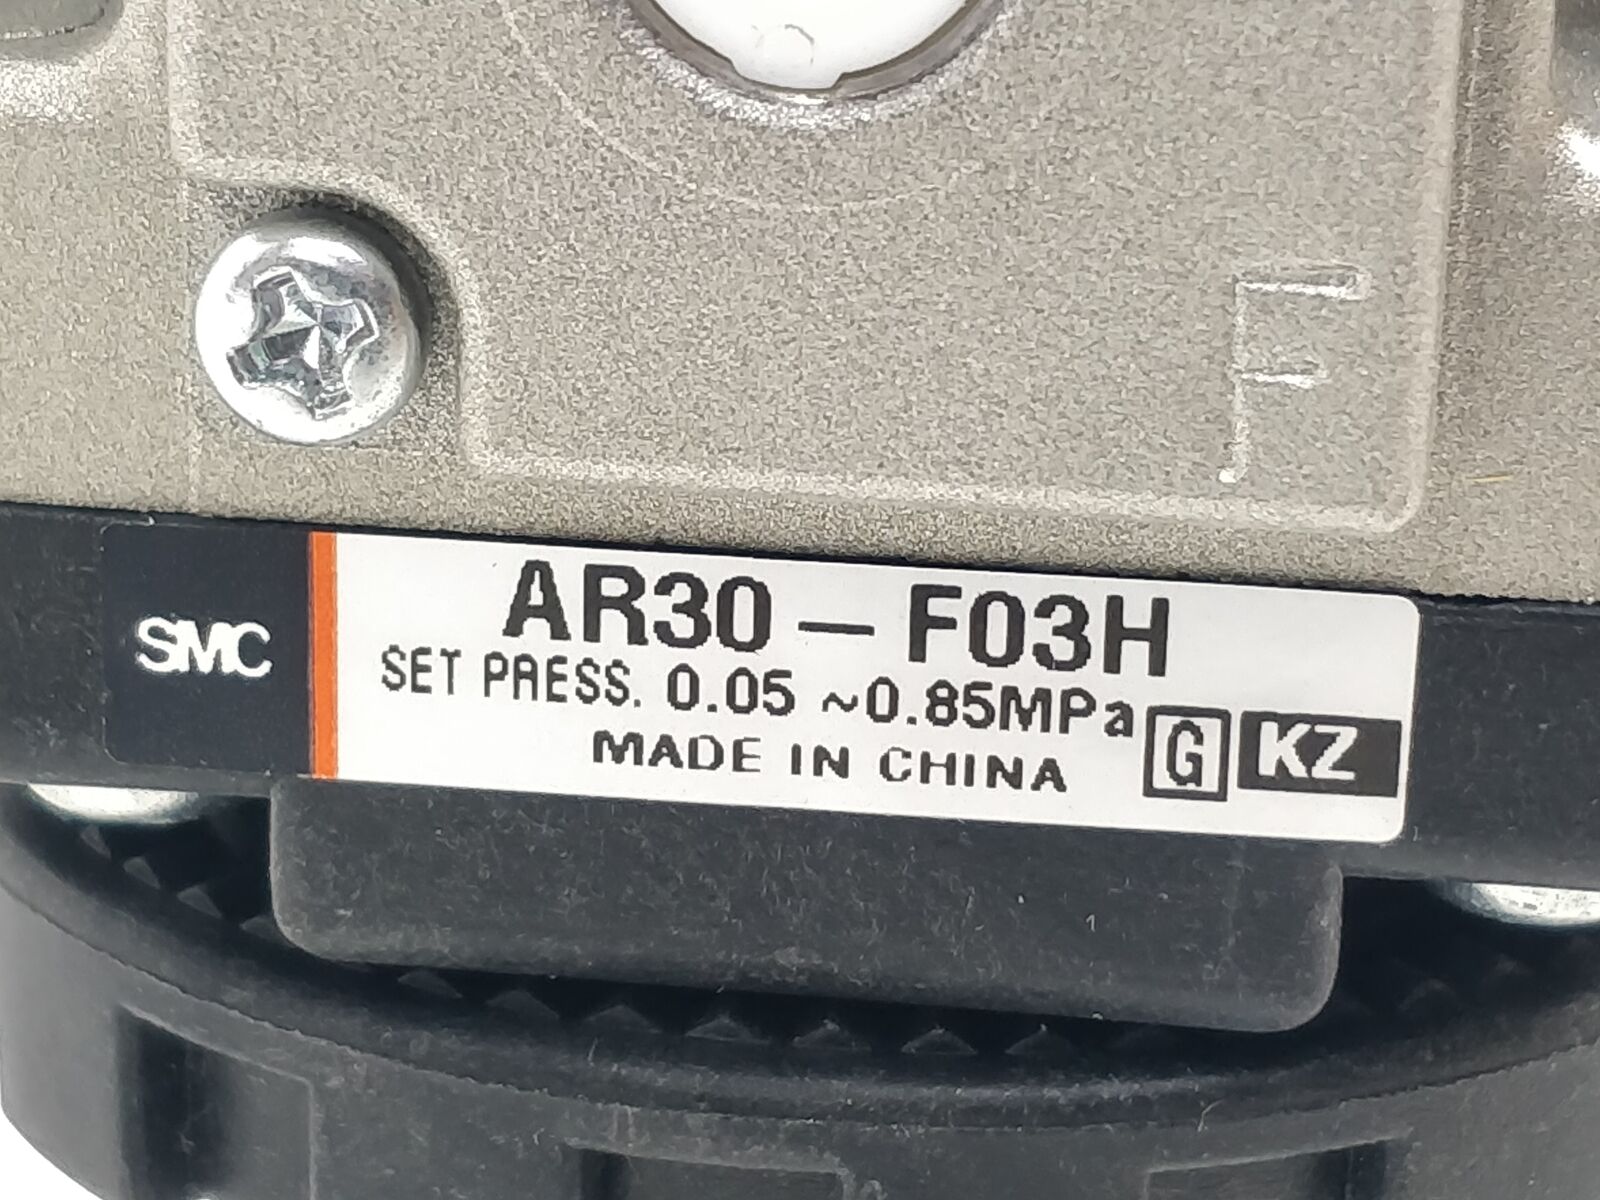 F
SMC
AR30-F03H
SET PRESS. 0.05 ~0.85MPa
MADE IN CHINA G KZ